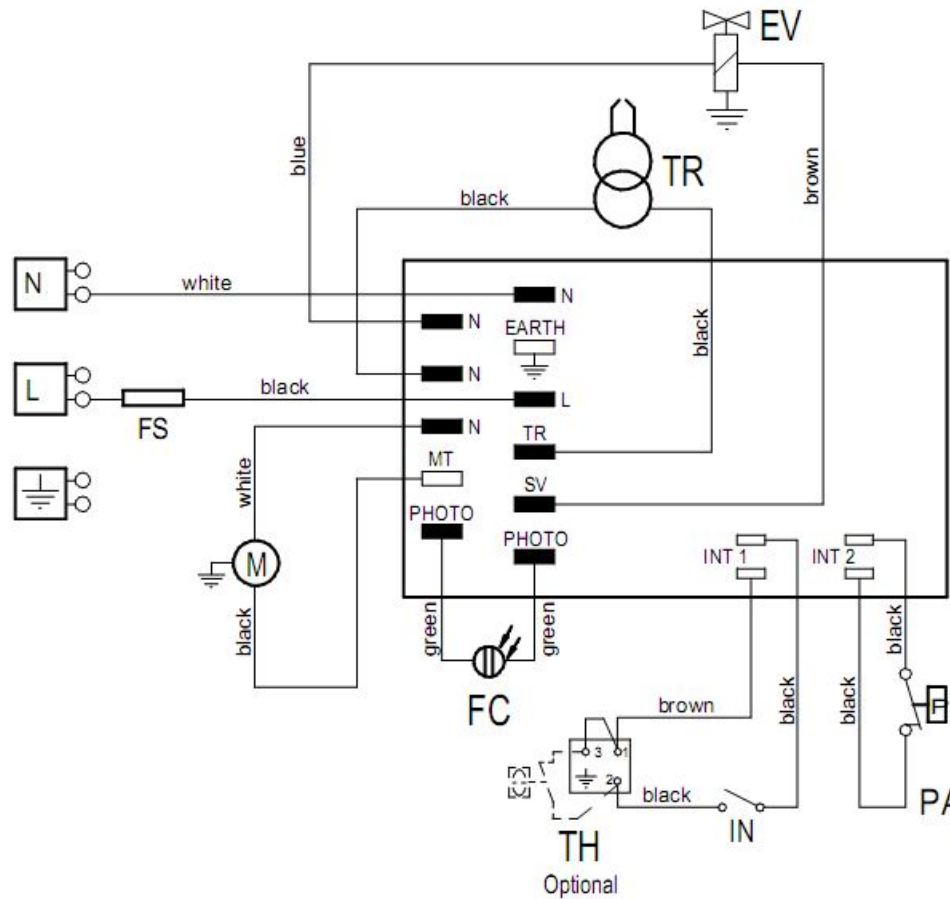 EV
TR
blue
brown
black
N
white
N
N
EARTH
black
N
L
black
L
FS
N
TR
white
MT
SV
PHOTO
PHOTO
INT 1
INT 2
M
black
green
green
black
black
black
FC
brown
3
1
2
black
PA
IN
TH
Optional